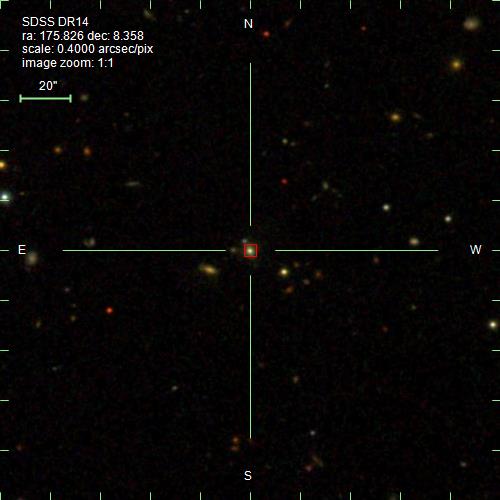 SDSS DR14
ra: 175.826 dec: 8.358
scale: 0.4000 arcsec/pix
image zoom: 1:1
20"
N
E
W
S